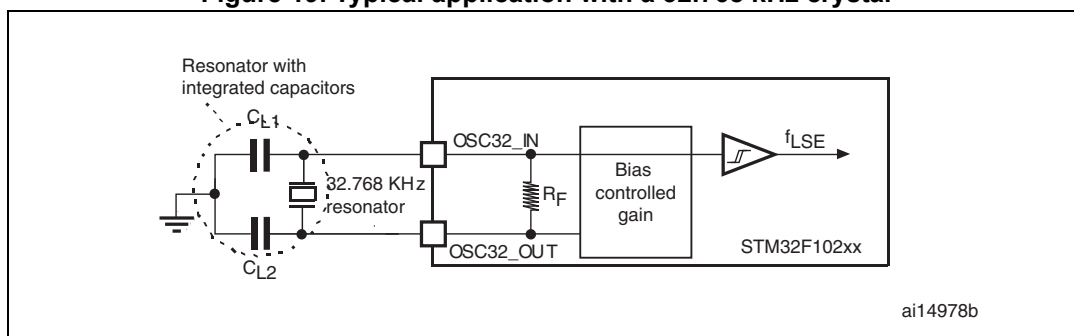 Resonator with
integrated capacitors
CL1
OSC32_IN
fLSE
Bias
controlled
gain
32.768 KHz
resonator
RF
STM32F102xx
OSC32_OUT
CL2
ai14978b